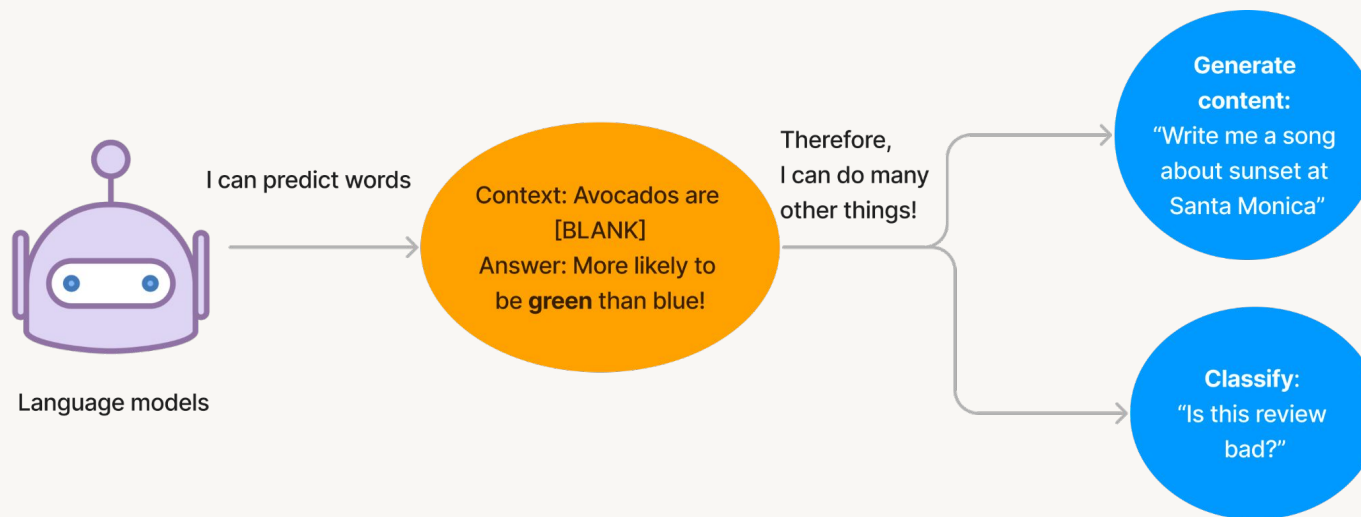 I can predict words
Language models
Context: Avocados are
[BLANK]
Answer: More likely to
be green than blue!
Therefore,
I can do many
other things!
Generate
content:
“Write me a song
about sunset at
Santa Monica”
Classify:
“Is this review
bad?”